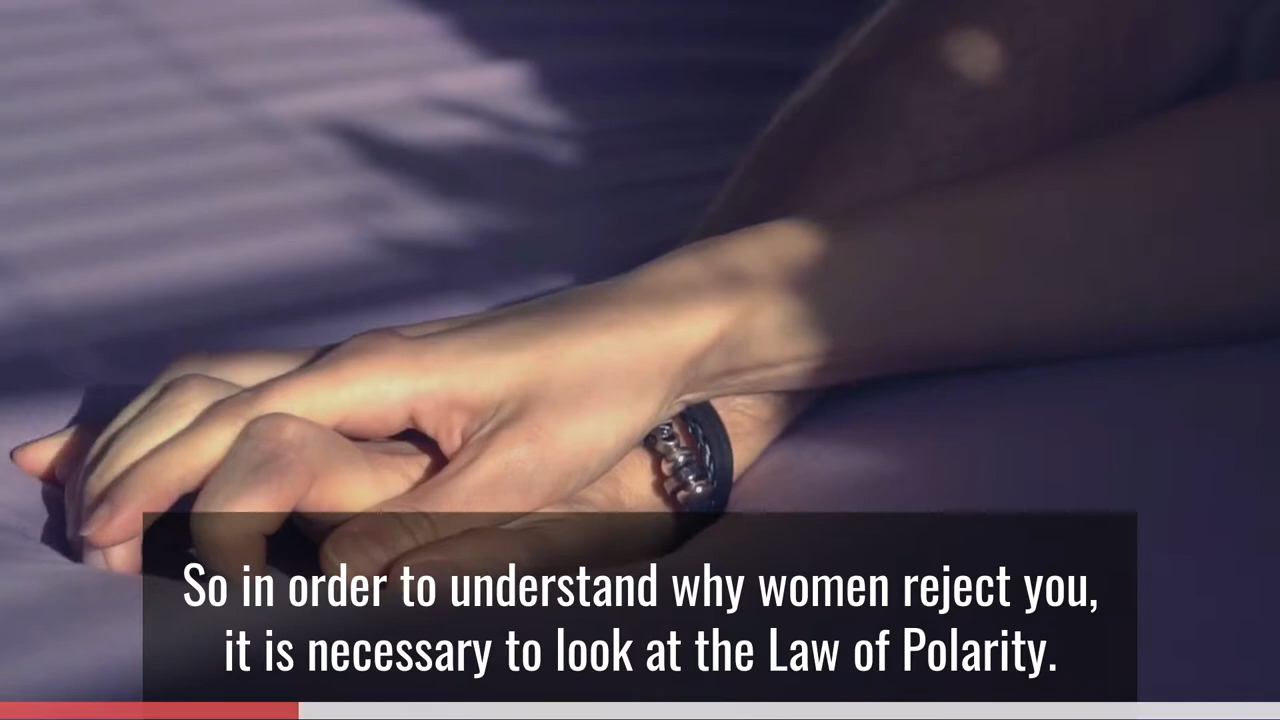 So in order to understand why women reject you,
it is necessary to look at the Law of Polarity.